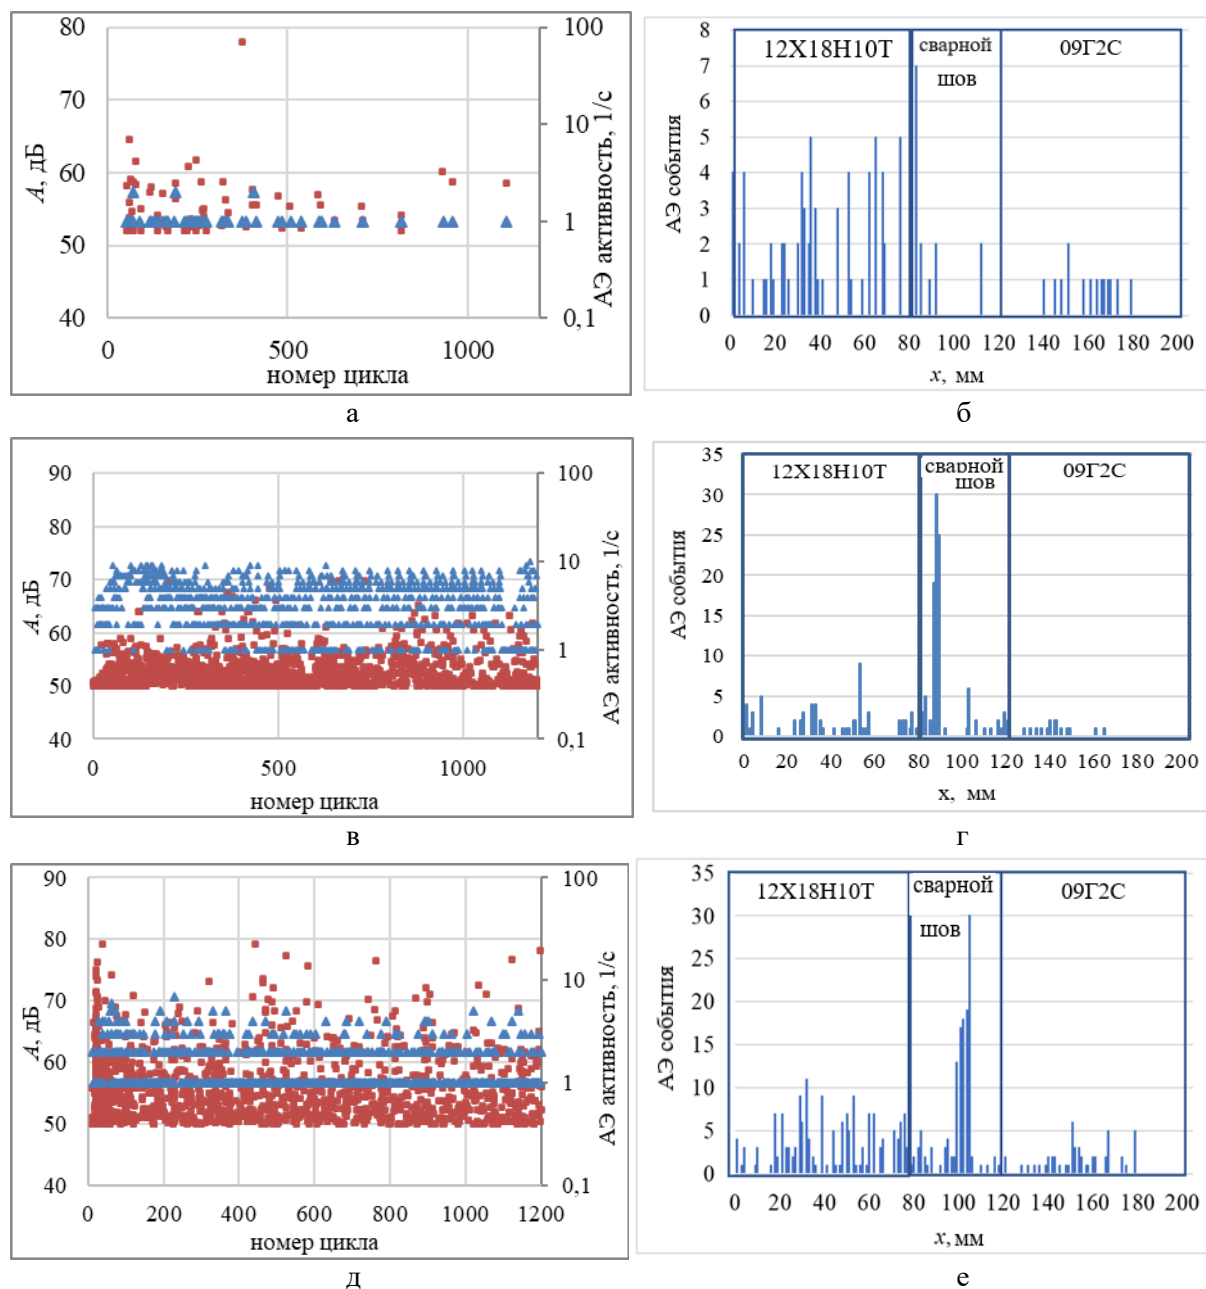 80
70
60
50
40
A, дБ
100
10
1
0,1
АЭ активность, 1/с
0
500
1000
номер цикла
а
8
7
6
5
4
3
2
1
0
АЭ события
12Х18Н10Т
сварной
шов
09Г2С
0 20 40 60 80 100 120 140 160 180 200
x, мм
б
90
80
70
60
50
40
A, дБ
100
10
1
0,1
АЭ активность, 1/с
0
500
1000
номер цикла
в
35
30
25
20
15
10
5
0
АЭ события
12Х18Н10Т
сварной
шов
09Г2С
0 20 40 60 80 100 120 140 160 180 200
х, мм
г
90
80
70
60
50
40
A, дБ
100
10
1
0,1
АЭ активность, 1/с
0 200 400 600 800 1000 1200
номер цикла
д
35
30
25
20
15
10
5
0
АЭ события
12Х18Н10Т
сварной
шов
09Г2С
0 20 40 60 80 100 120 140 160 180 200
x, мм
е